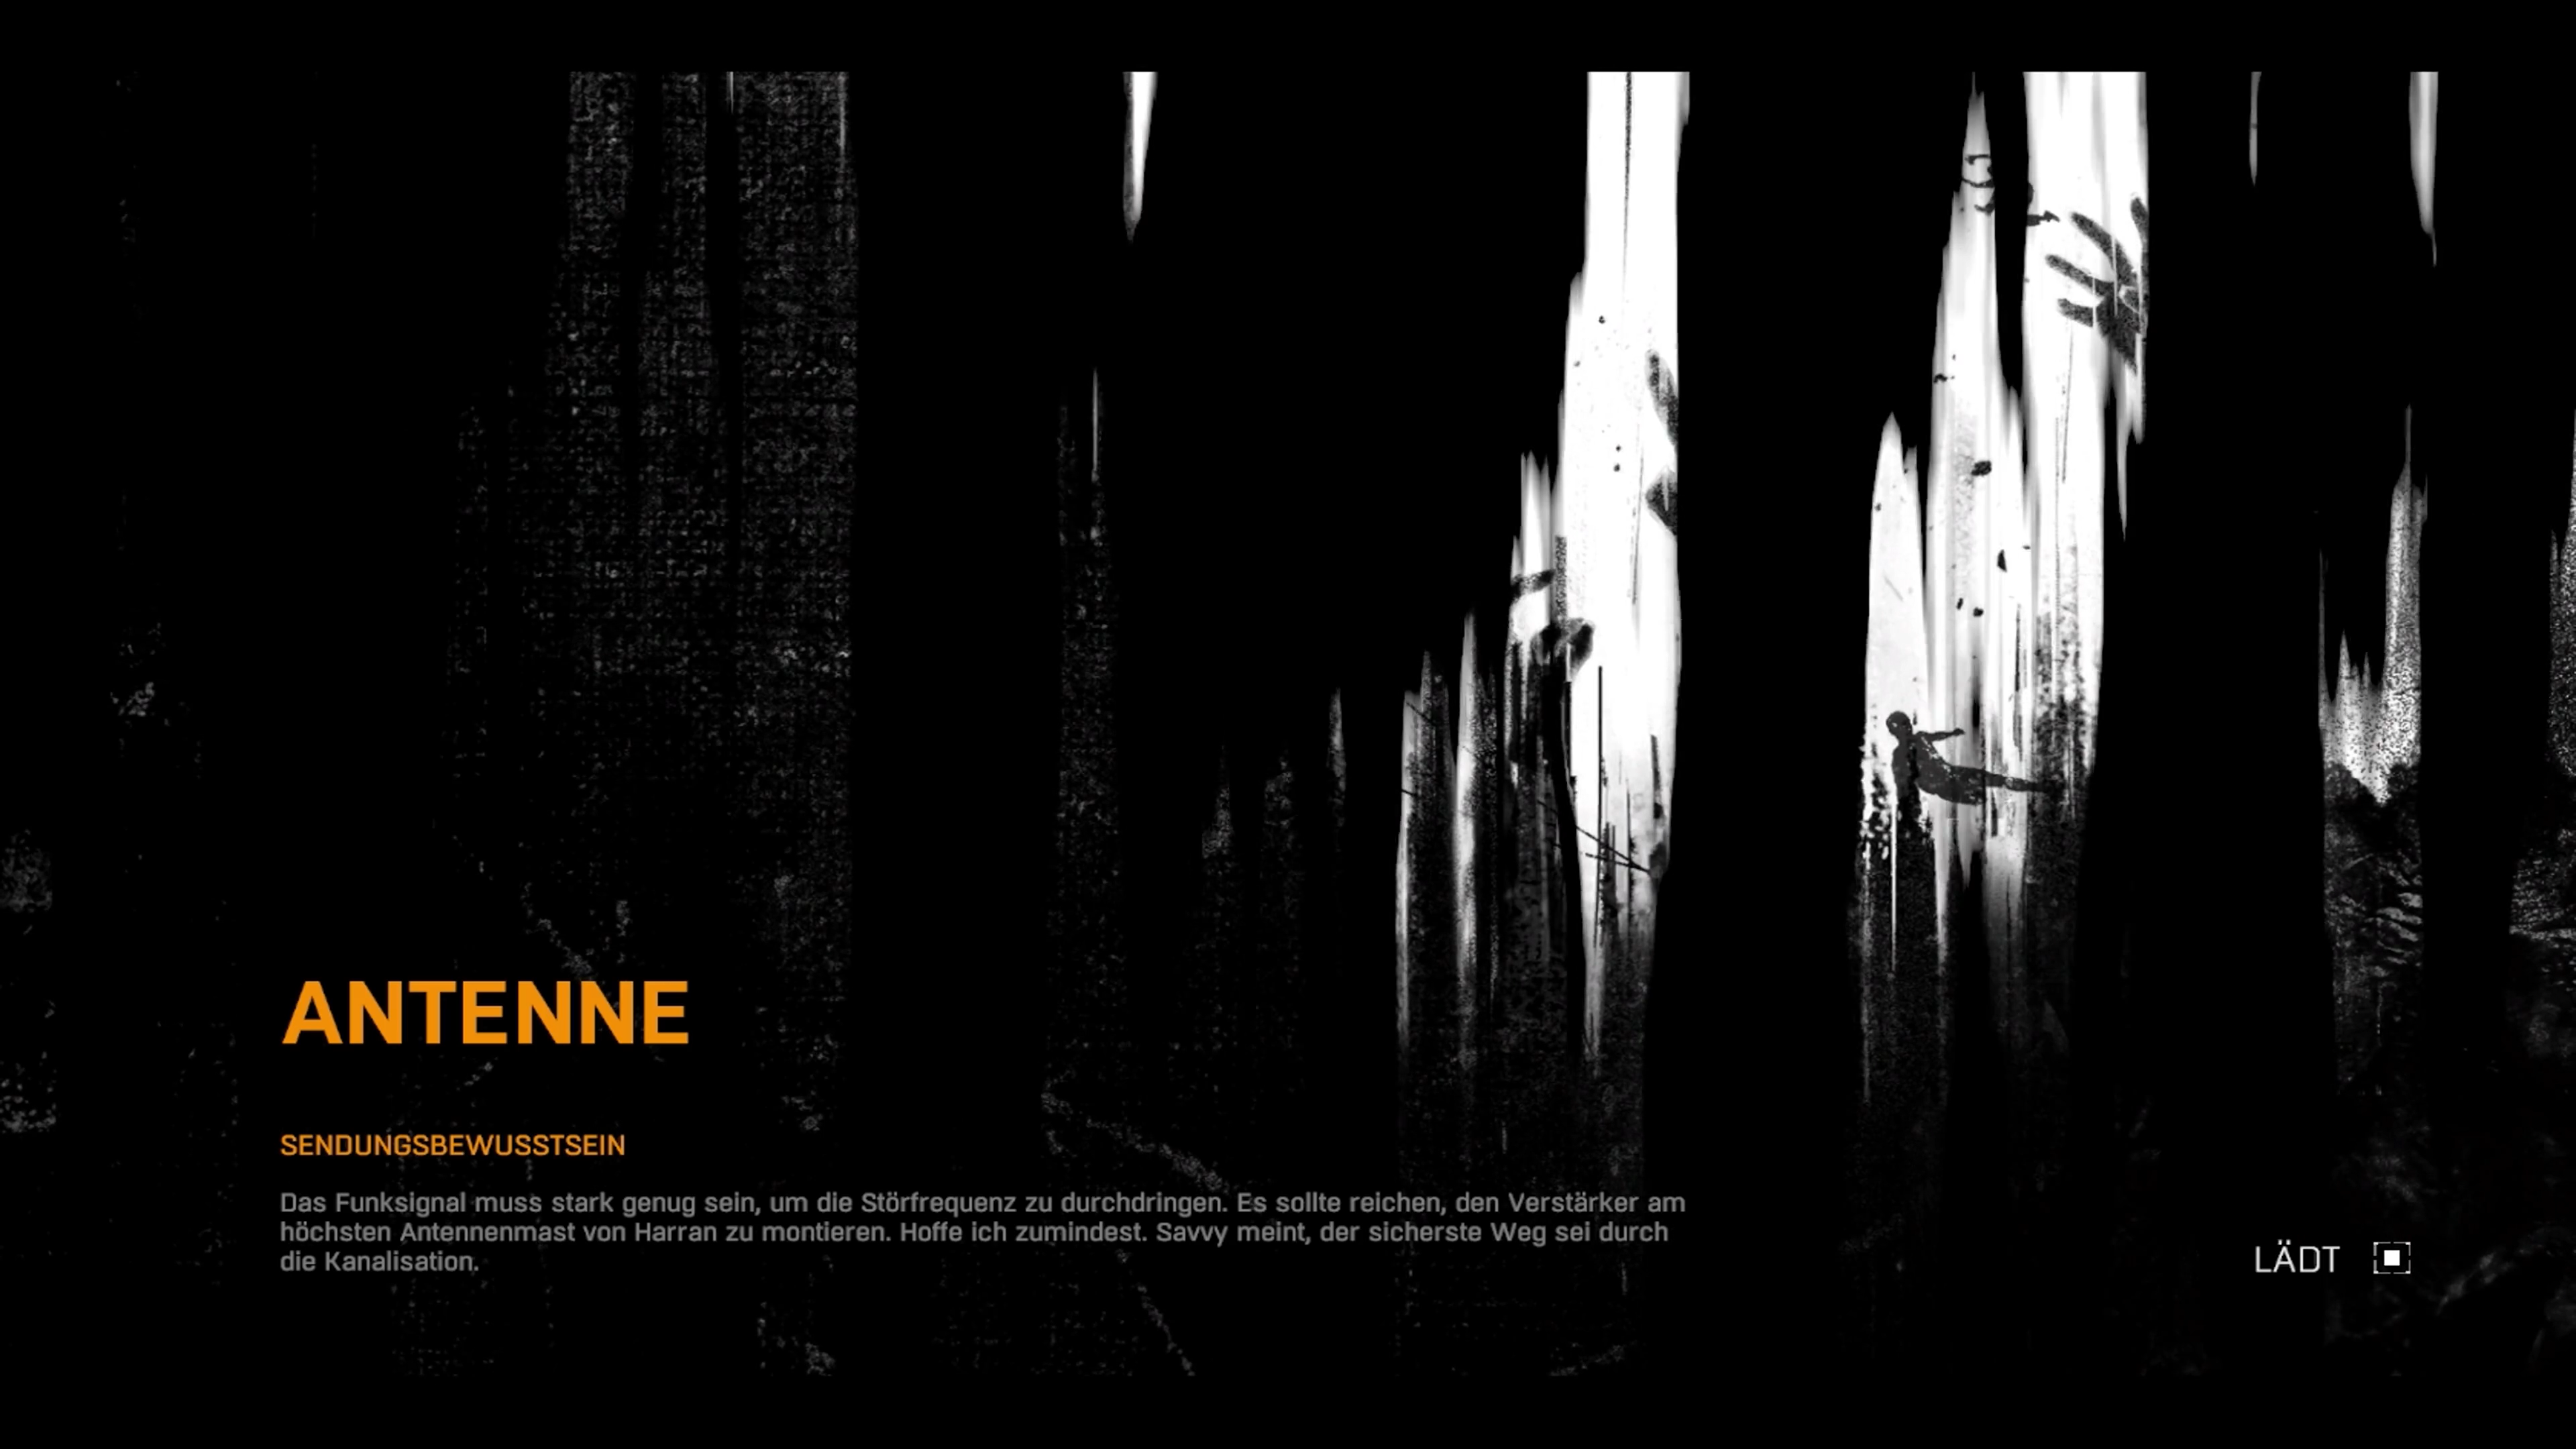 ANTENNE
SENDUNGSBEWUSSTSEIN
Das Funksignal muss stark genug sein, um die Störfrequenz zu durchdringen. Es sollte reichen, den Verstärker am
höchsten Antennenmast von Harran zu montieren. Hoffe ich zumindest. Savvy meint, der sicherste Weg sei durch
die Kanalisation.
LÄDT